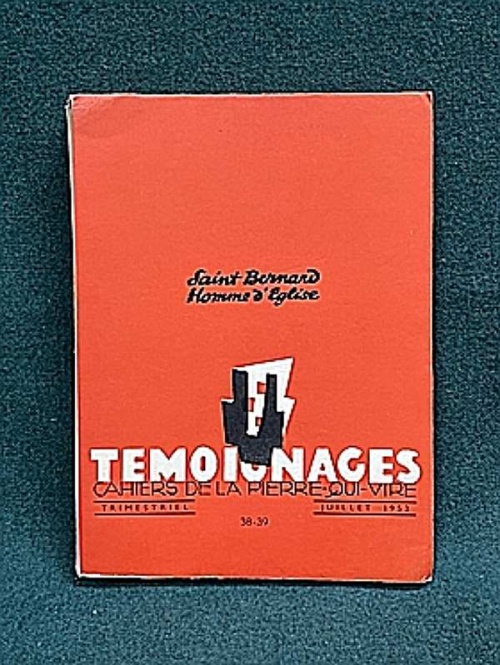 Saint Bernard
Homme d'Eglise
TEMOIGNAGES
CAHIERS DE LA PIERRE-QUI-VIRE
TRIMESTRIEL JUILLET 1953
38-39